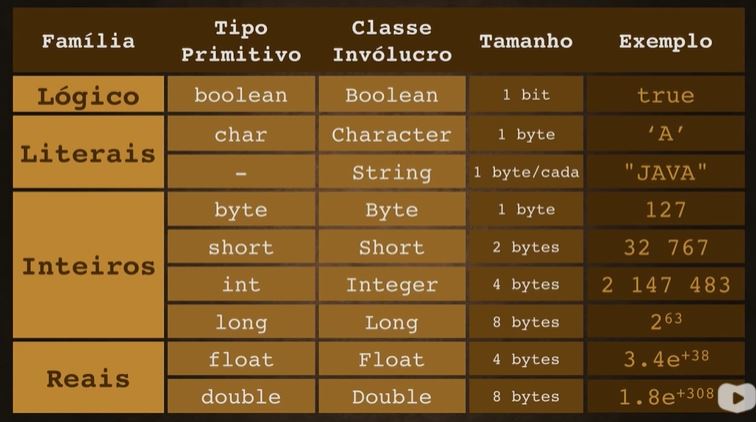 Família Tipo Primitivo Classe Invólucro Tamanho Exemplo
Lógico boolean Boolean 1 bit true
Literais char Character 1 byte ‘A’
- String 1 byte/cada "JAVA"
Inteiros byte Byte 1 byte 127
short Short 2 bytes 32 767
int Integer 4 bytes 2 147 483
long Long 8 bytes 2⁶³
Reais float Float 4 bytes 3.4e⁺³⁸
double Double 8 bytes 1.8e⁺³⁰⁸